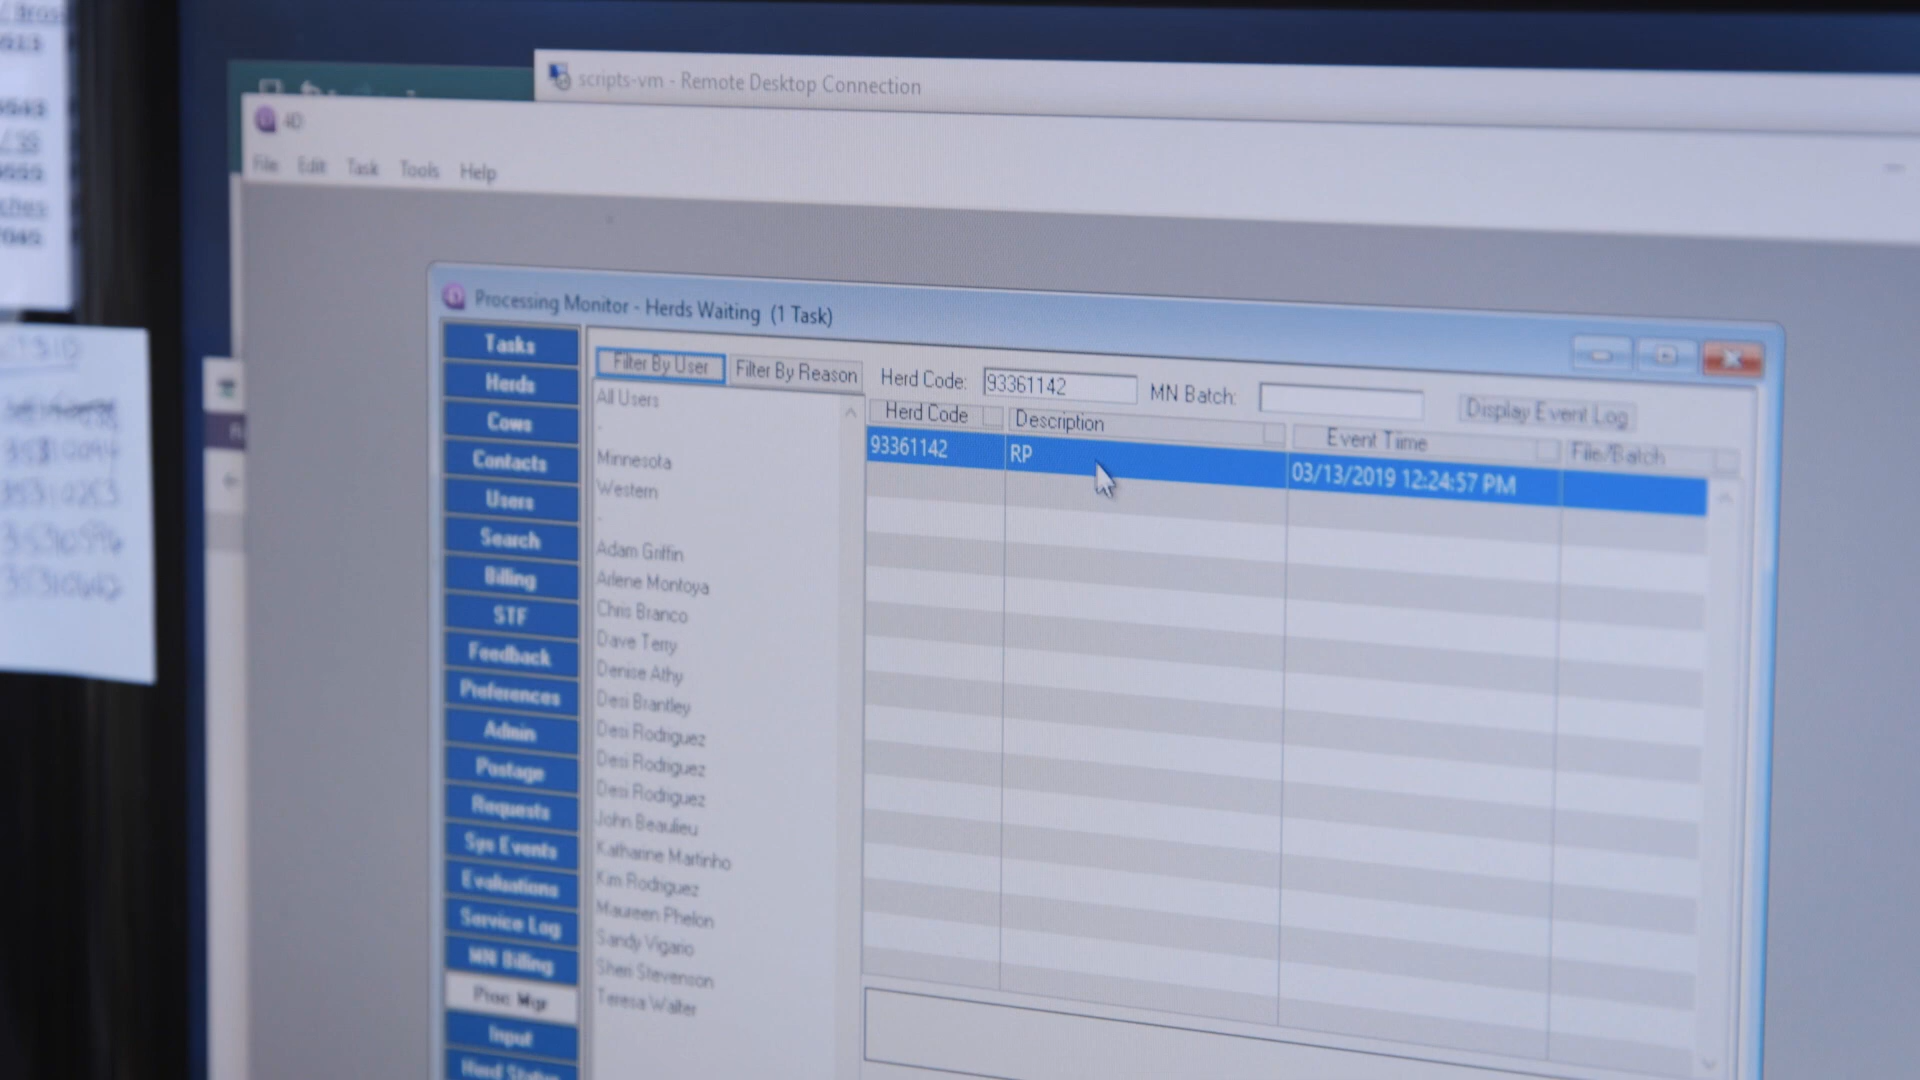 scripts-vm - Remote Desktop Connection
4D
File Edit Task Tools Help
Processing Monitor - Herds Waiting (1 Task)
Tasks
Herds
Cows
Contacts
Users
Search
Billing
STF
Feedback
Preferences
Admin
Postage
Requests
Sys Events
Evaluations
Service Log
MN Billing
Proc Mgr
Input
Filter By User Filter By Reason
All Users
-
Minnesota
Western
-
Adam Griffin
Arlene Montoya
Chris Branco
Dave Terry
Denise Athy
Desi Brantley
Desi Rodriguez
Desi Rodriguez
Desi Rodriguez
John Beaulieu
Katharine Martinho
Kim Rodriguez
Maureen Phelon
Sandy Vigario
Sheri Stevenson
Teresa Walter
Herd Code: 93361142 MN Batch: Display Event Log
Herd Code Description Event Time File/Batch
93361142 RP 03/13/2019 12:24:57 PM